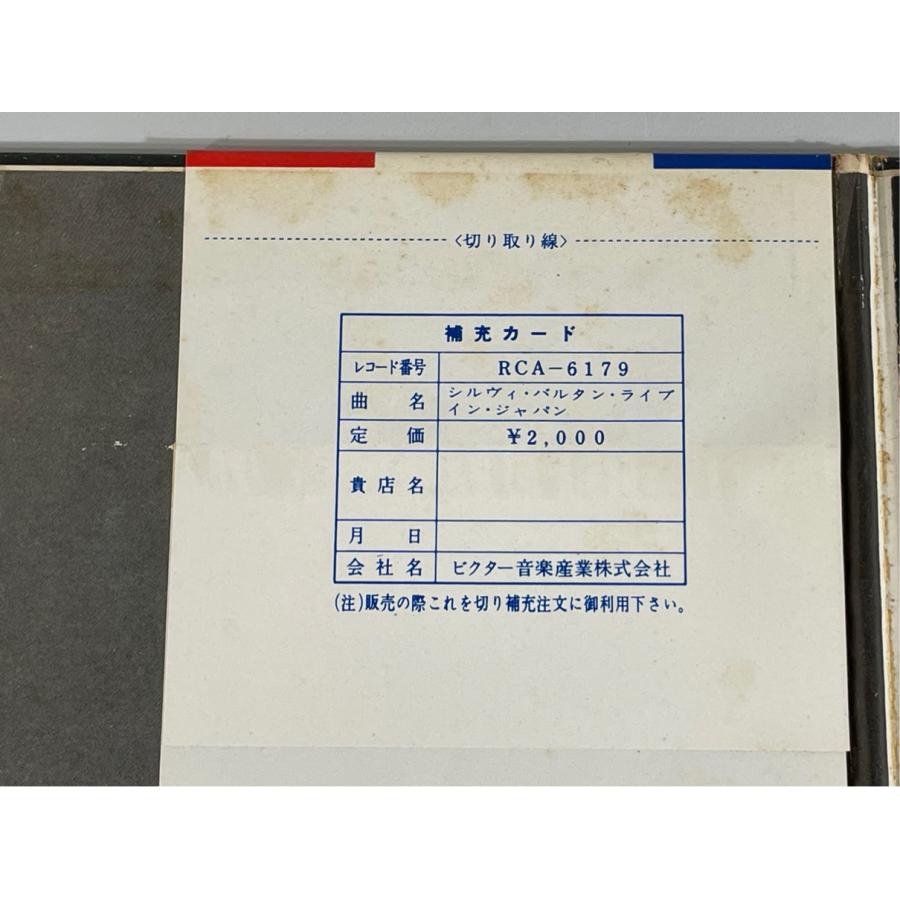 〈切り取り線〉
補充カード
レコード番号 RCA-6179
曲名 シルヴィ・バルタン・ライブ
イン・ジャパン
定価 ¥2,000
貴店名
月日
会社名 ビクター音楽産業株式会社
(注)販売の際これを切り補充注文に御利用下さい。